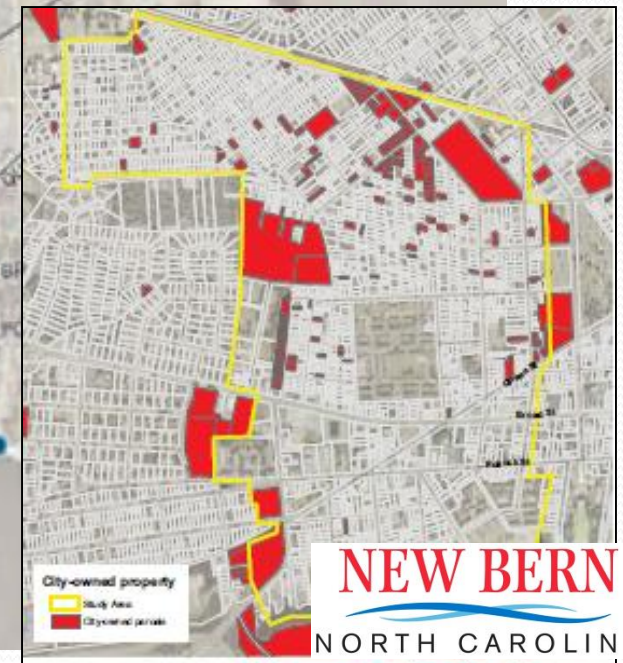 Broad St
City-owned property
Study Area
City-owned parcels
NEW BERN
NORTH CAROLIN